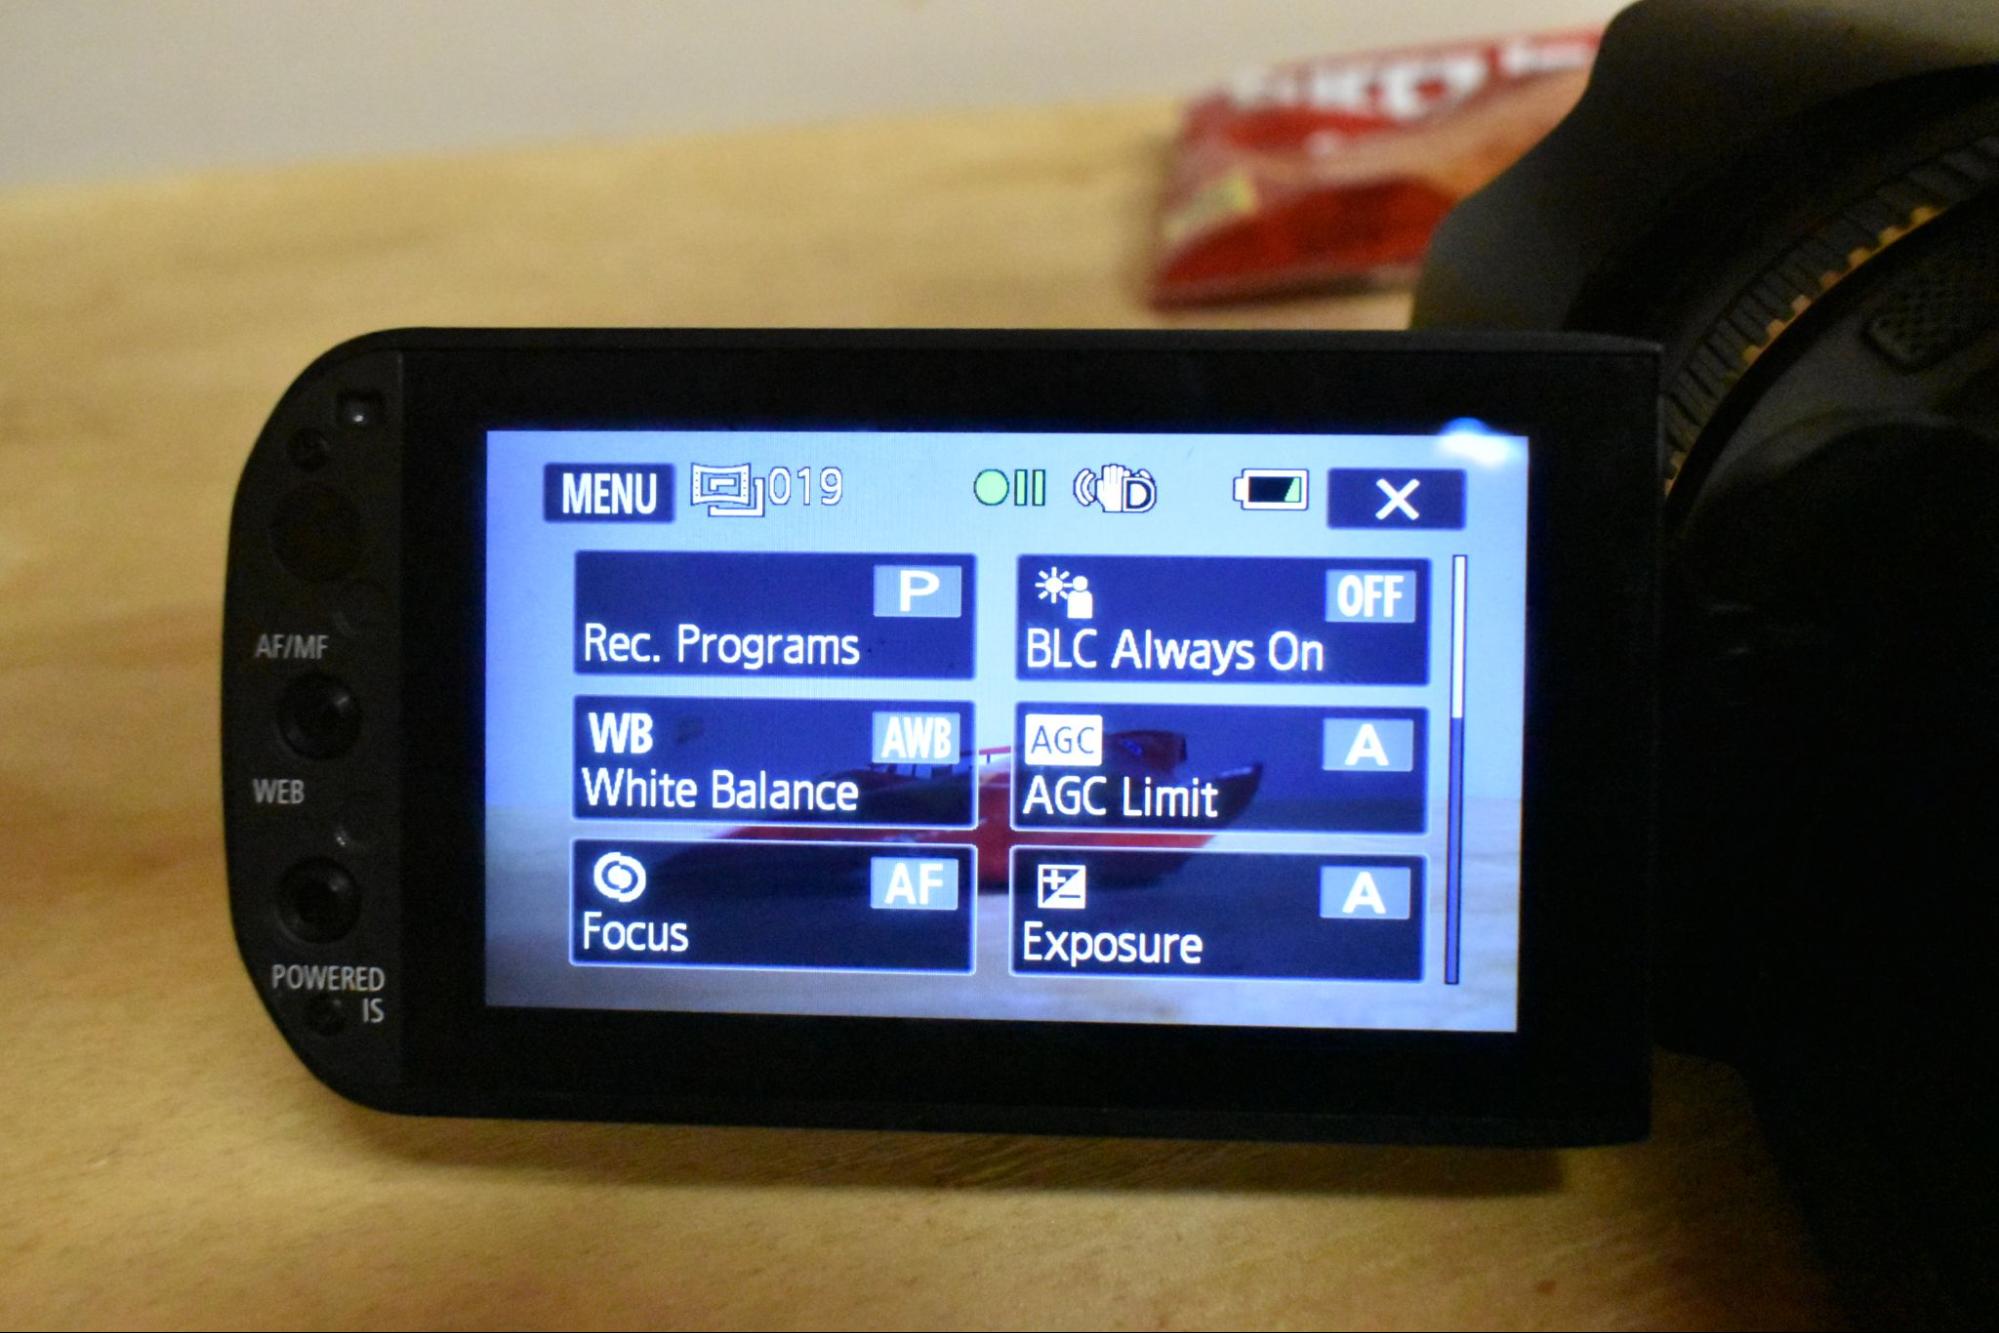 MENU 019
P
Rec. Programs
OFF
BLC Always On
WB AWB
White Balance
AGC A
AGC Limit
AF
Focus
A
Exposure
AF/MF
WEB
POWERED
IS